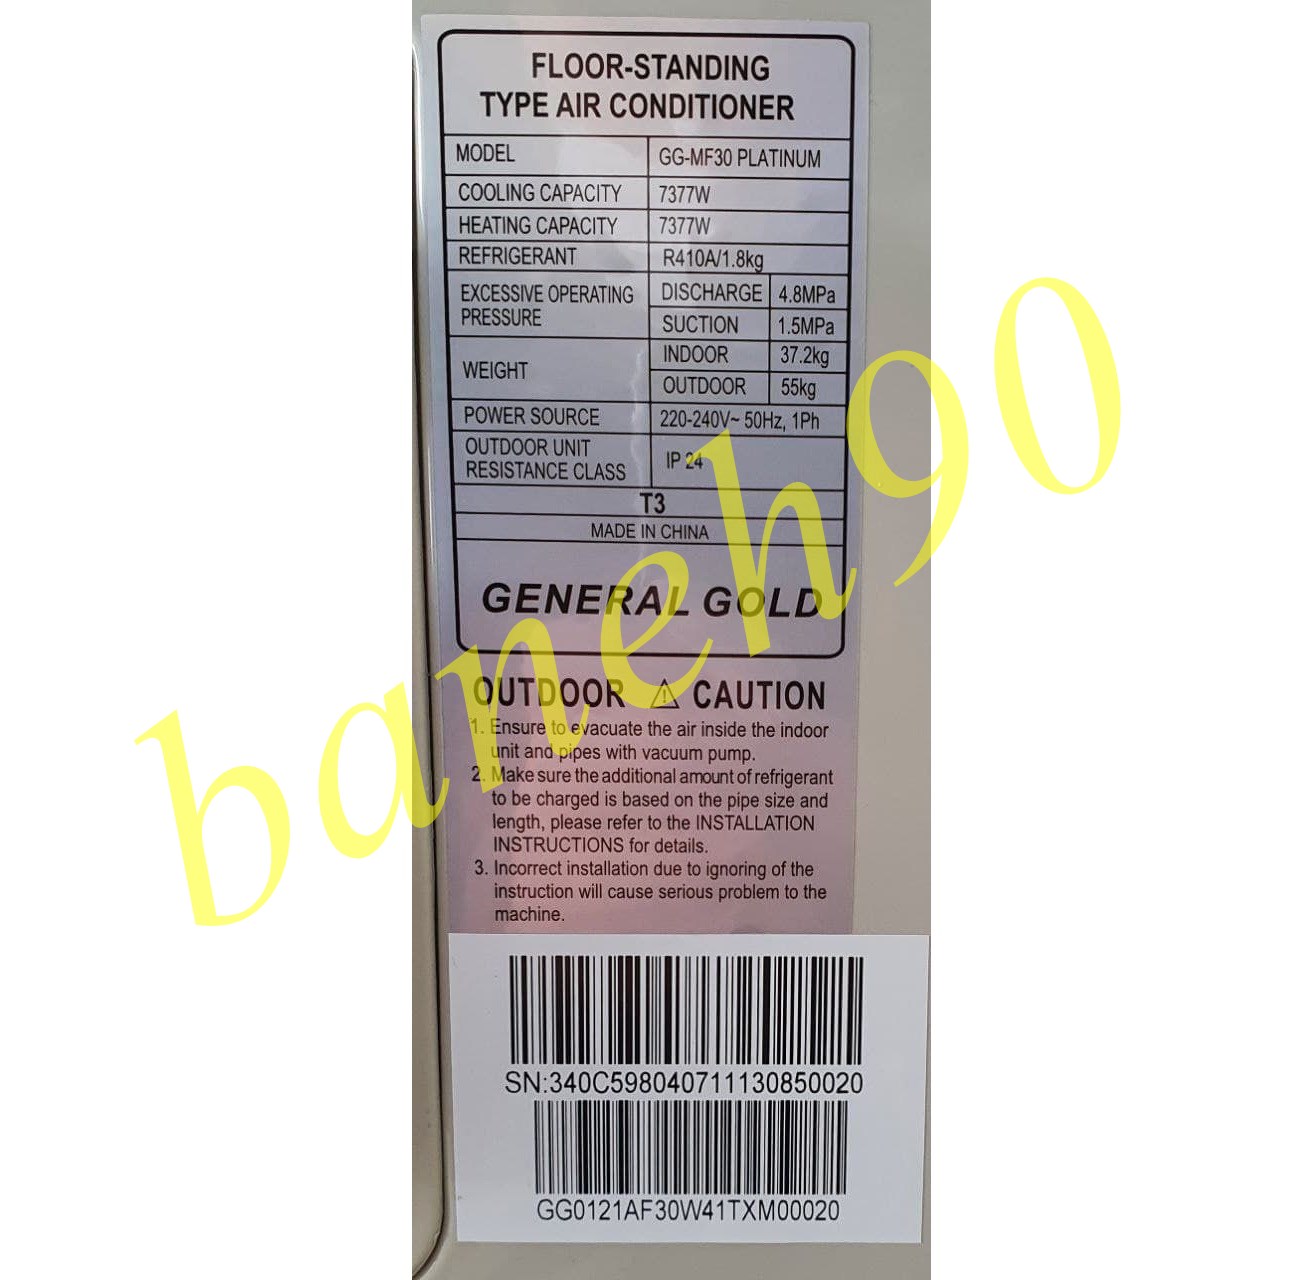 FLOOR-STANDING
TYPE AIR CONDITIONER
MODEL GG-MF30 PLATINUM
COOLING CAPACITY 7377W
HEATING CAPACITY 7377W
REFRIGERANT R410A/1.8kg
EXCESSIVE OPERATING PRESSURE DISCHARGE 4.8MPa
SUCTION 1.5MPa
WEIGHT INDOOR 37.2kg
OUTDOOR 55kg
POWER SOURCE 220-240V~ 50Hz, 1Ph
OUTDOOR UNIT
RESISTANCE CLASS IP 24
T3
MADE IN CHINA
GENERAL GOLD
OUTDOOR ⚠ CAUTION
1. Ensure to evacuate the air inside the indoor
unit and pipes with vacuum pump.
2. Make sure the additional amount of refrigerant
to be charged is based on the pipe size and
length, please refer to the INSTALLATION
INSTRUCTIONS for details.
3. Incorrect installation due to ignoring of the
instruction will cause serious problem to the
machine.
SN:340C598040711130850020
GG0121AF30W41TXM00020
baneh90